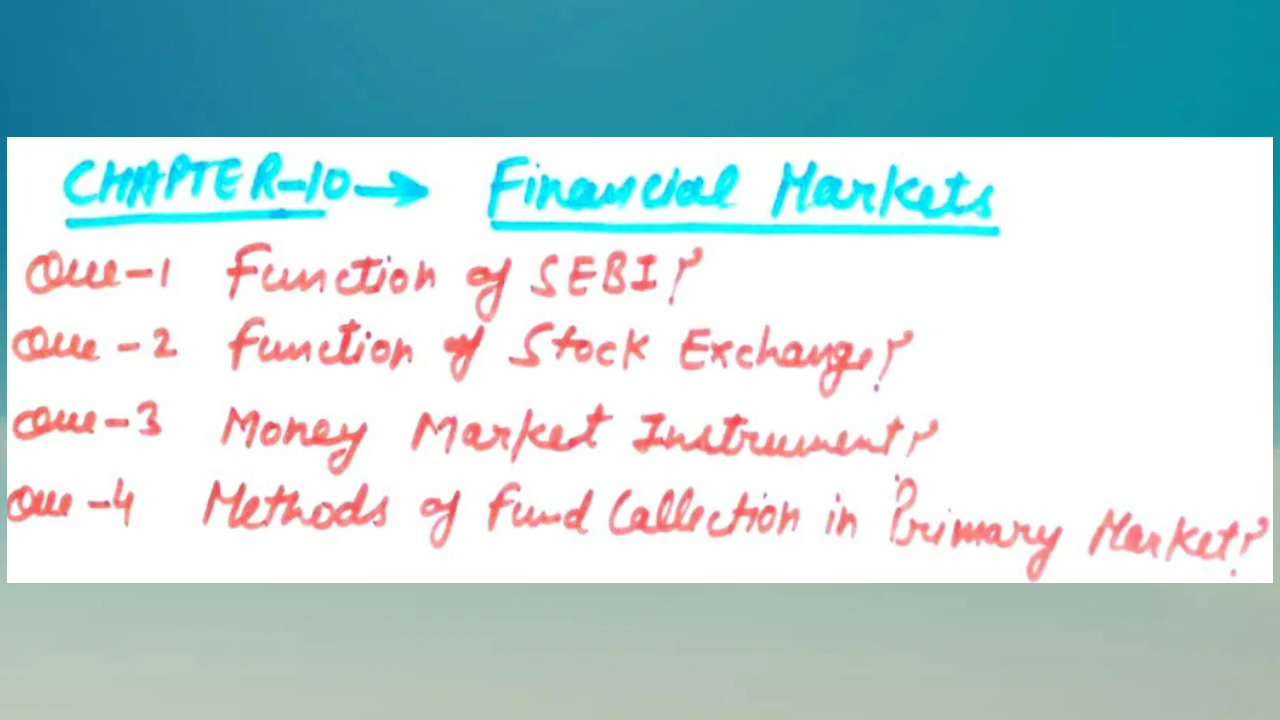 CHAPTER-10→ Financial Markets
Que-1 Function of SEBI?
Que-2 Function of Stock Exchange?
Que-3 Money Market Instrument?
Que-4 Methods of Fund Collection in Primary Market?